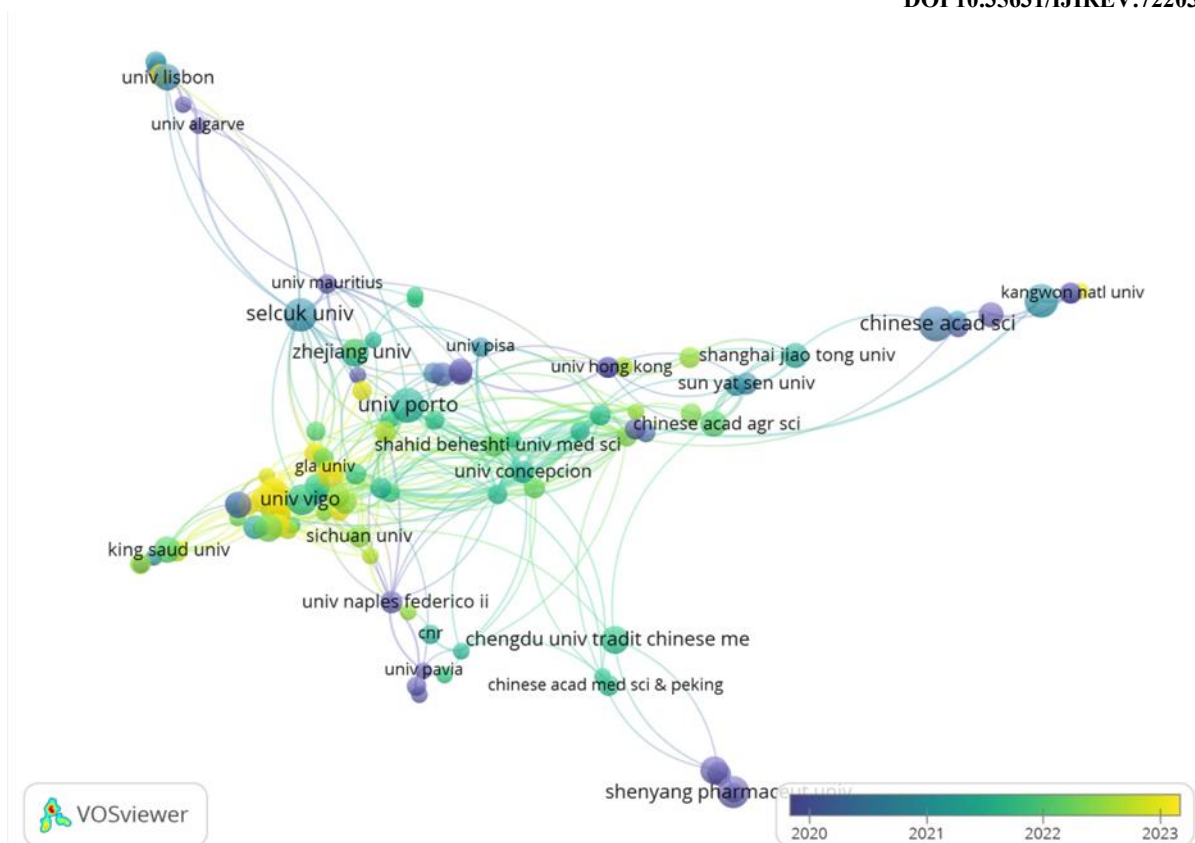 univ lisbon
univ algarve
univ mauritius
selcuk univ
kangwon natl univ
chinese acad sci
zhejiang univ
univ pisa
shanghai jiao tong univ
univ hong kong
sun yat sen univ
univ porto
chinese acad agr sci
shahid beheshti univ med sci
gla univ
univ concepcion
univ vigo
sichuan univ
king saud univ
univ naples federico ii
cnr
chengdu univ tradit chinese me
univ pavia
chinese acad med sci & peking
shenyang pharmaceut univ
VOSviewer
2020 2021 2022 2023